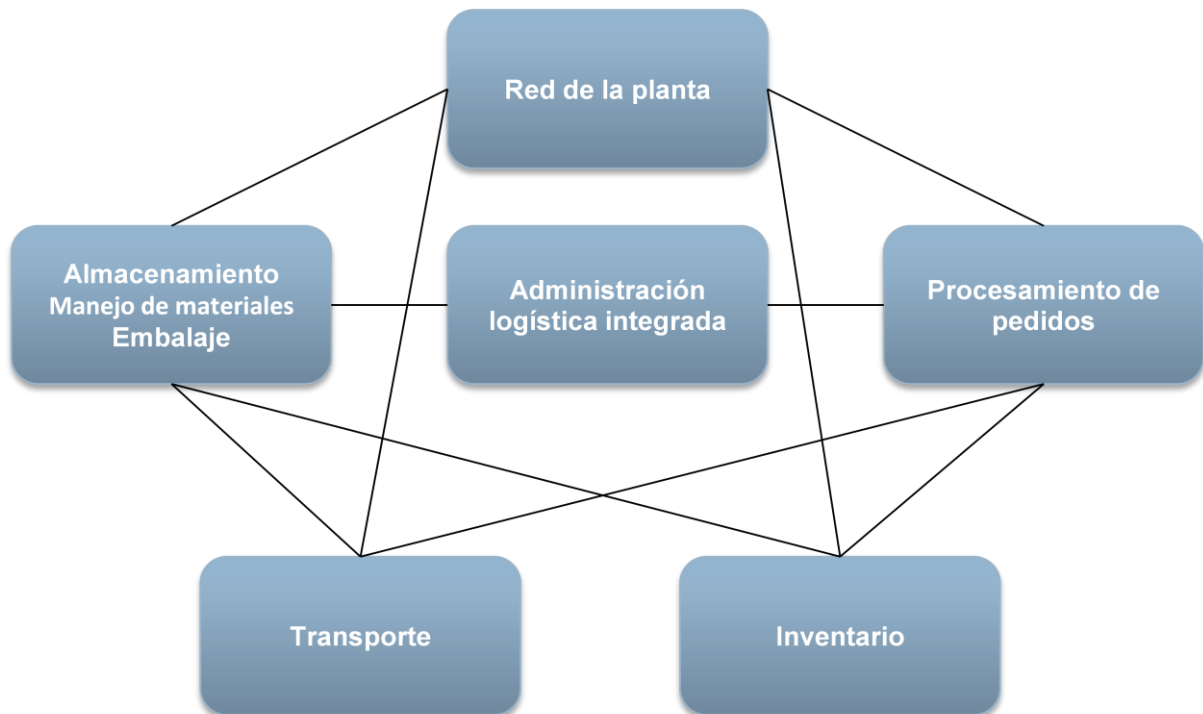 Red de la planta
Almacenamiento
Manejo de materiales
Embalaje
Administración
logística integrada
Procesamiento de
pedidos
Transporte
Inventario